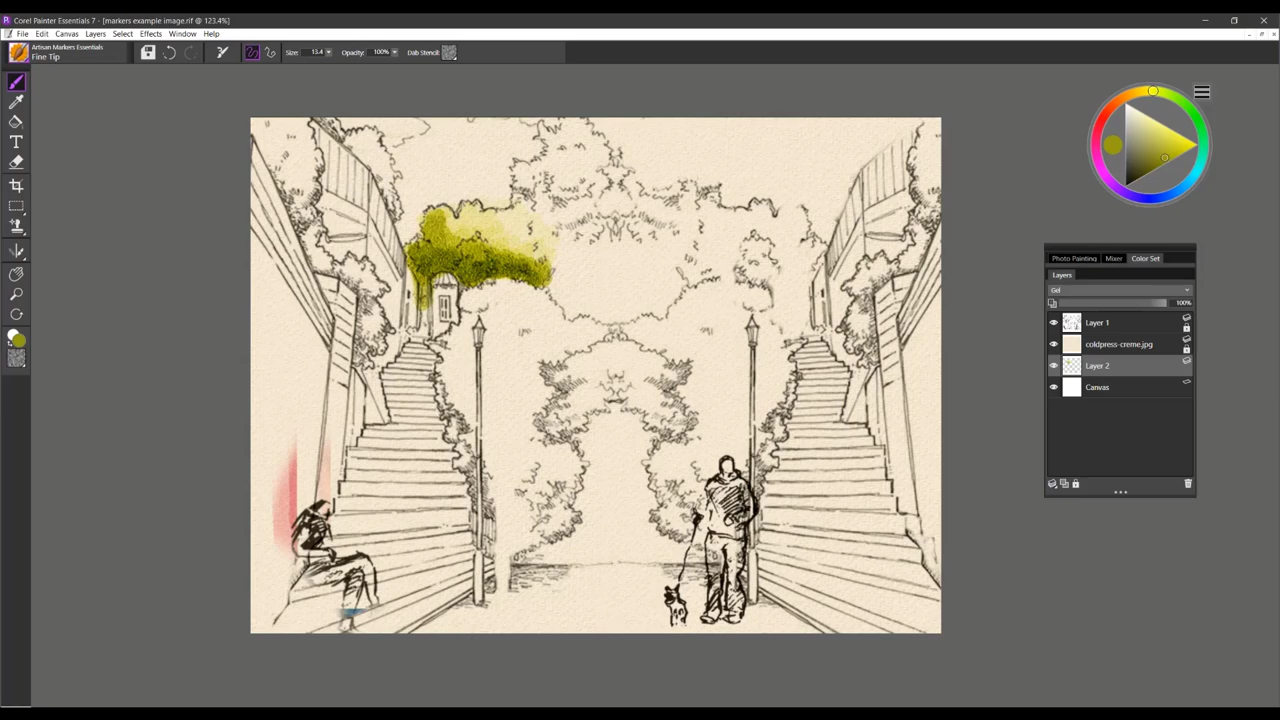 Corel Painter Essentials 7 - [markers example image.rif @ 123.4%]
File Edit Canvas Layers Select Effects Window Help
Artisan Markers Essentials
Fine Tip
Size: 13.4 Opacity: 100% Dab Stencil:
Photo Painting Mixer Color Set
Layers
Gel
100%
Layer 1
coldpress-creme.jpg
Layer 2
Canvas